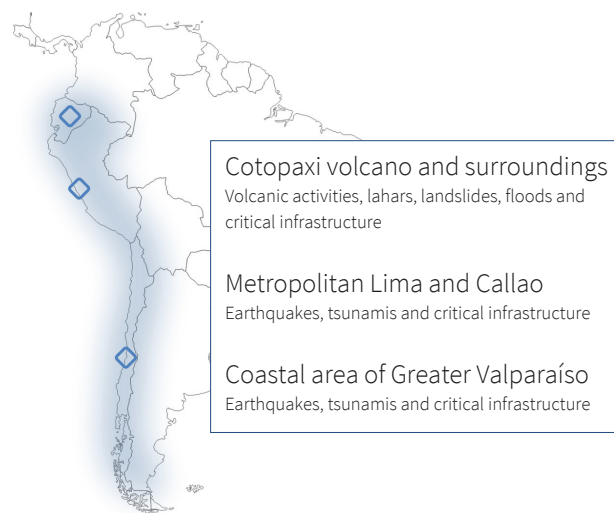 Cotopaxi volcano and surroundings
Volcanic activities, lahars, landslides, floods and
critical infrastructure
Metropolitan Lima and Callao
Earthquakes, tsunamis and critical infrastructure
Coastal area of Greater Valparaíso
Earthquakes, tsunamis and critical infrastructure